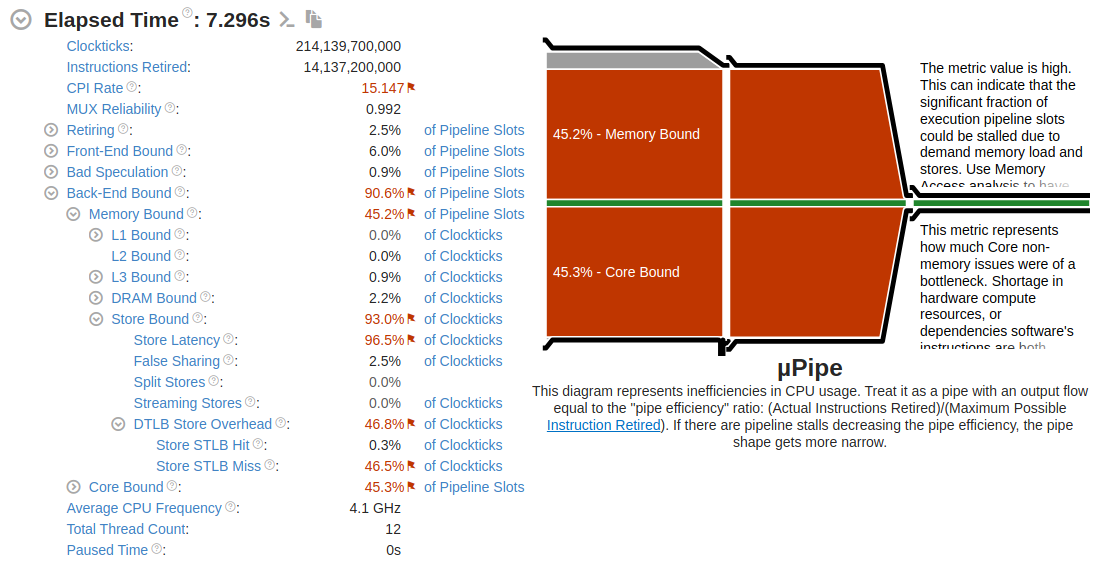 Elapsed Time : 7.296s
Clockticks: 214,139,700,000
Instructions Retired: 14,137,200,000
CPI Rate : 15.147
MUX Reliability : 0.992
Retiring : 2.5% of Pipeline Slots
Front-End Bound : 6.0% of Pipeline Slots
Bad Speculation : 0.9% of Pipeline Slots
Back-End Bound : 90.6% of Pipeline Slots
Memory Bound : 45.2% of Pipeline Slots
L1 Bound : 0.0% of Clockticks
L2 Bound : 0.0% of Clockticks
L3 Bound : 0.9% of Clockticks
DRAM Bound : 2.2% of Clockticks
Store Bound : 93.0% of Clockticks
Store Latency : 96.5% of Clockticks
False Sharing : 2.5% of Clockticks
Split Stores : 0.0%
Streaming Stores : 0.0% of Clockticks
DTLB Store Overhead : 46.8% of Clockticks
Store STLB Hit : 0.3% of Clockticks
Store STLB Miss : 46.5% of Clockticks
Core Bound : 45.3% of Pipeline Slots
Average CPU Frequency : 4.1 GHz
Total Thread Count: 12
Paused Time : 0s
45.2% - Memory Bound
45.3% - Core Bound
The metric value is high.
This can indicate that the
significant fraction of
execution pipeline slots
could be stalled due to
demand memory load and
stores. Use Memory
Access analysis to have
This metric represents
how much Core non-
memory issues were of a
bottleneck. Shortage in
hardware compute
resources, or
dependencies software's
instructions are both
µPipe
This diagram represents inefficiencies in CPU usage. Treat it as a pipe with an output flow
equal to the "pipe efficiency" ratio: (Actual Instructions Retired)/(Maximum Possible
Instruction Retired). If there are pipeline stalls decreasing the pipe efficiency, the pipe
shape gets more narrow.